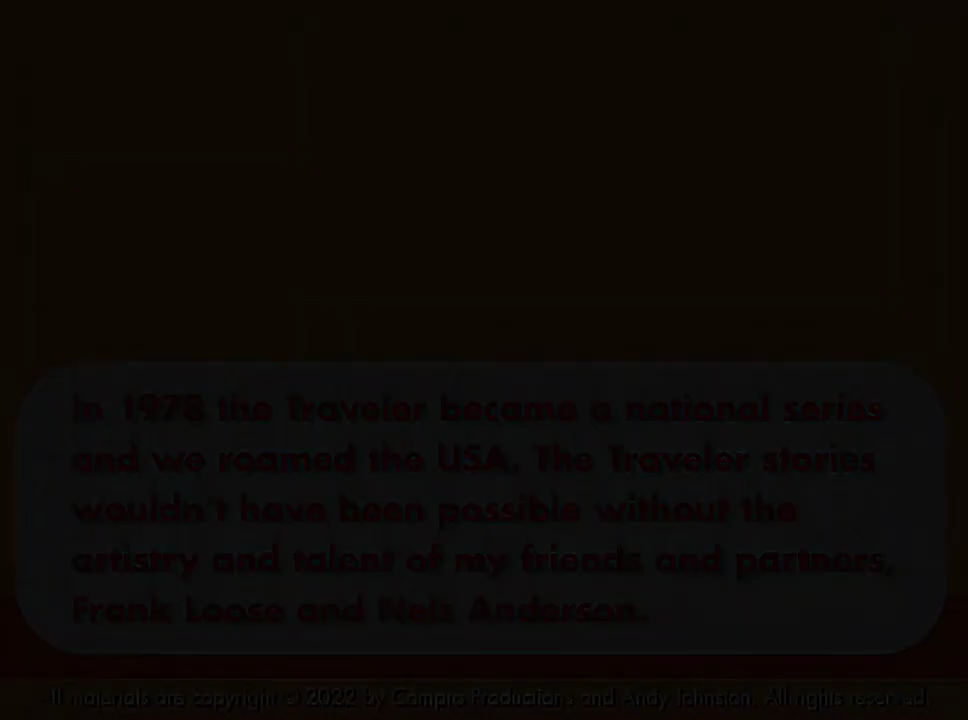 In 1978 the Traveler became a national series
and we roamed the USA. The Traveler stories
wouldn't have been possible without the
artistry and talent of my friends and partners,
Frank Loose and Nels Anderson.
All materials are copyright © 2022 by Compro Productions and Andy Johnston. All rights reserved.